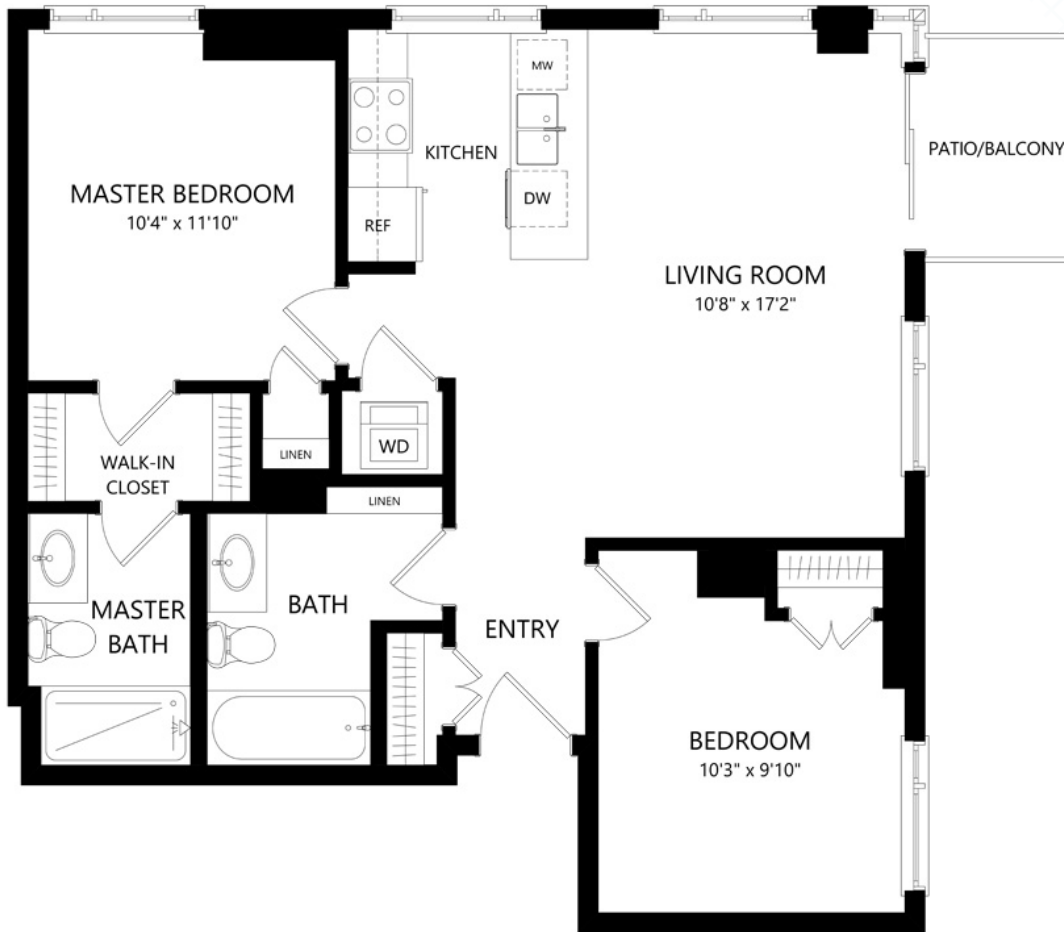 MW
KITCHEN
PATIO/BALCONY
MASTER BEDROOM
10'4" x 11'10"
DW
REF
LIVING ROOM
10'8" x 17'2"
WD
LINEN
WALK-IN
CLOSET
LINEN
MASTER
BATH
BATH
ENTRY
BEDROOM
10'3" x 9'10"